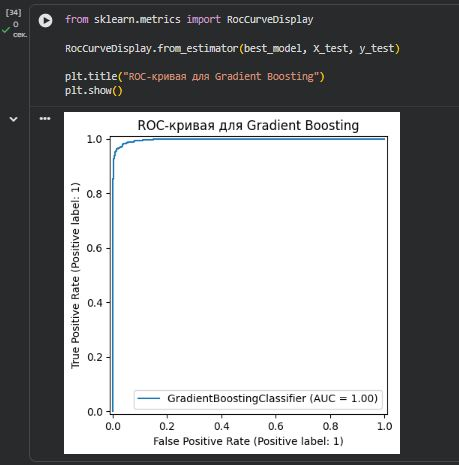 [34]
0
сек.
from sklearn.metrics import RocCurveDisplay
RocCurveDisplay.from_estimator(best_model, X_test, y_test)
plt.title("ROC-кривая для Gradient Boosting")
plt.show()
ROC-кривая для Gradient Boosting
True Positive Rate (Positive label: 1)
1.0
0.8
0.6
0.4
0.2
0.0
GradientBoostingClassifier (AUC = 1.00)
0.0 0.2 0.4 0.6 0.8 1.0
False Positive Rate (Positive label: 1)